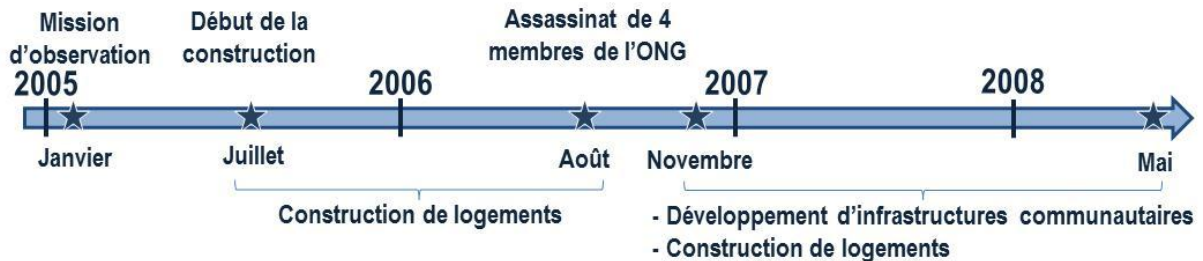 Mission
d'observation
Début de la
construction
Assassinat de 4
membres de l'ONG
2005
2006
2007
2008
Janvier
Juillet
Août
Novembre
Mai
Construction de logements
- Développement d'infrastructures communautaires
- Construction de logements